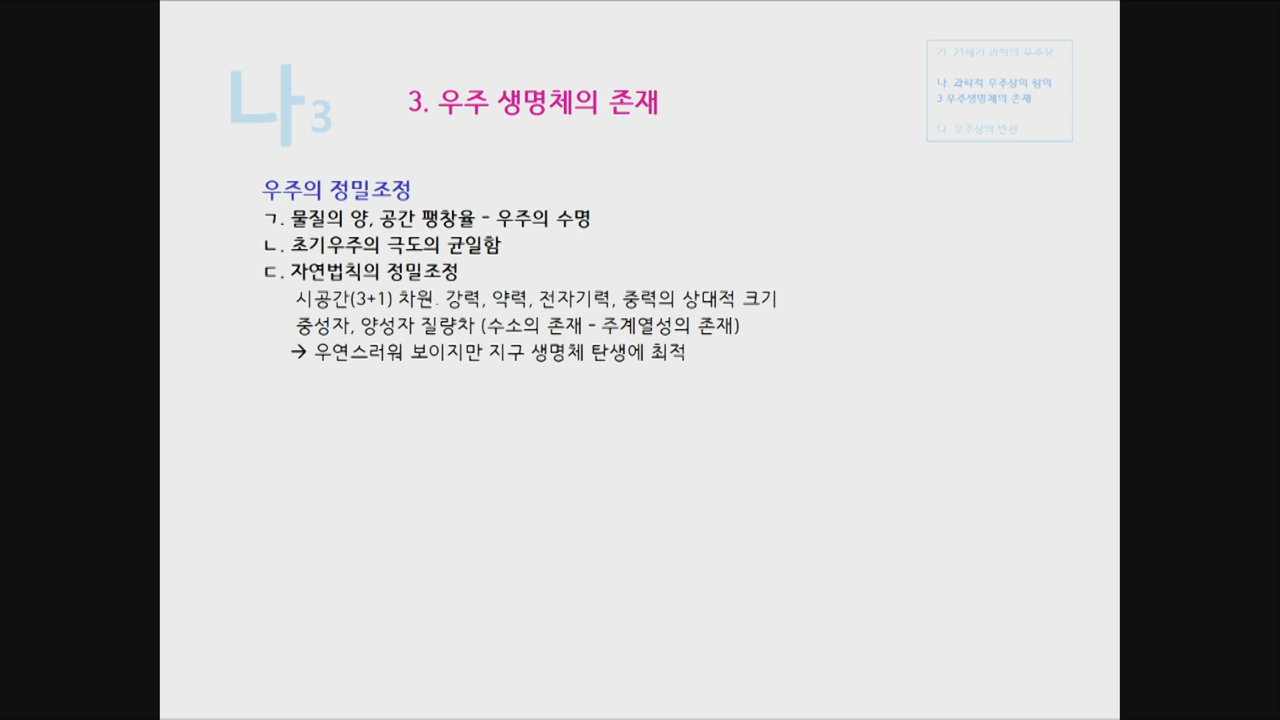 나3
3. 우주 생명체의 존재
가. 21세기 과학의 우주상
나. 과학적 우주상의 함의
3 우주생명체의 존재
나. 우주상의 변천
우주의 정밀조정
ㄱ. 물질의 양, 공간 팽창율 - 우주의 수명
ㄴ. 초기우주의 극도의 균일함
ㄷ. 자연법칙의 정밀조정
시공간(3+1) 차원. 강력, 약력, 전자기력, 중력의 상대적 크기
중성자, 양성자 질량차 (수소의 존재 - 주계열성의 존재)
→ 우연스러워 보이지만 지구 생명체 탄생에 최적